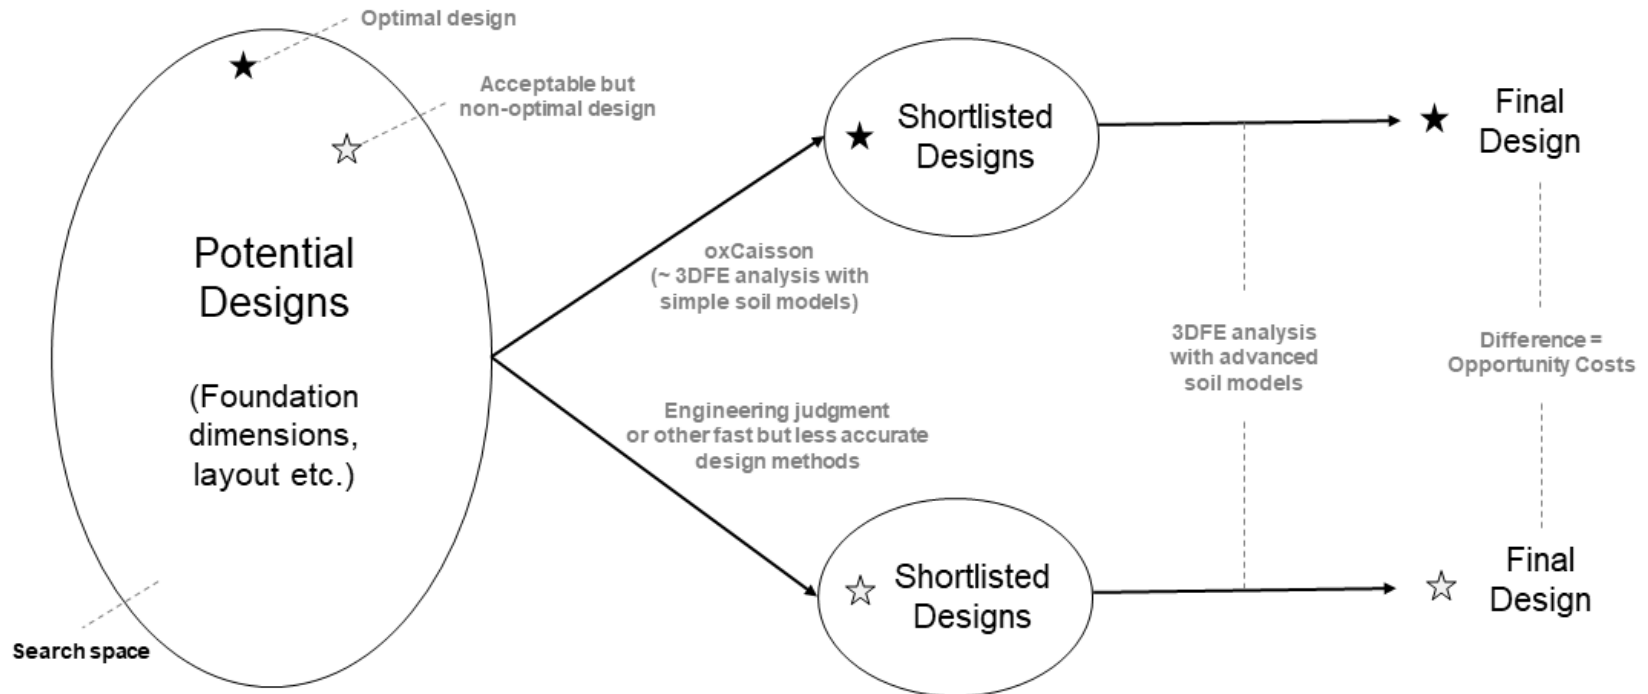 Optimal design
Acceptable but
non-optimal design
Potential
Designs
(Foundation
dimensions,
layout etc.)
Search space
oxCaisson
(~ 3DFE analysis with
simple soil models)
Engineering judgment
or other fast but less accurate
design methods
Shortlisted
Designs
Shortlisted
Designs
3DFE analysis
with advanced
soil models
Final
Design
Difference =
Opportunity Costs
Final
Design